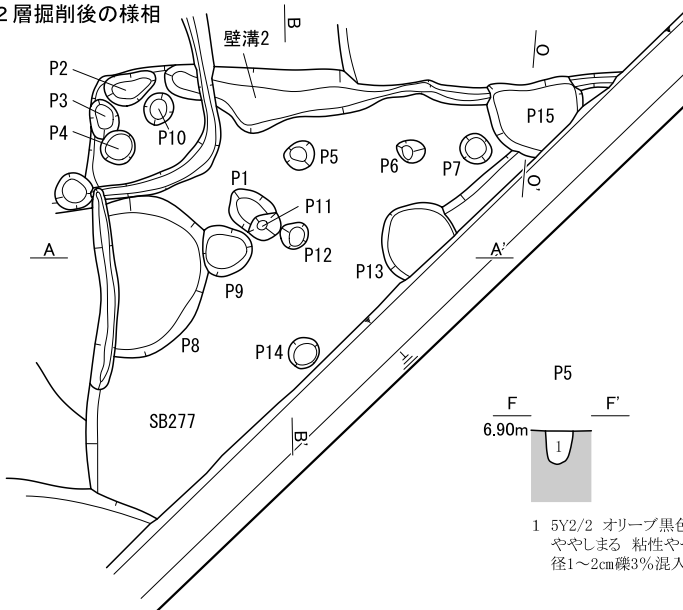 2層掘削後の様相
B
壁溝2
O
P2
P3
P4
P10
P15
P5
P6
P7
O'
P1
P11
P12
A
A'
P13
P9
P8
P14
SB277
B'
P5
F
F'
6.90m
1
1 5Y2/2 オリーブ黒色
ややしまる 粘性や
径1～2cm礫3%混入